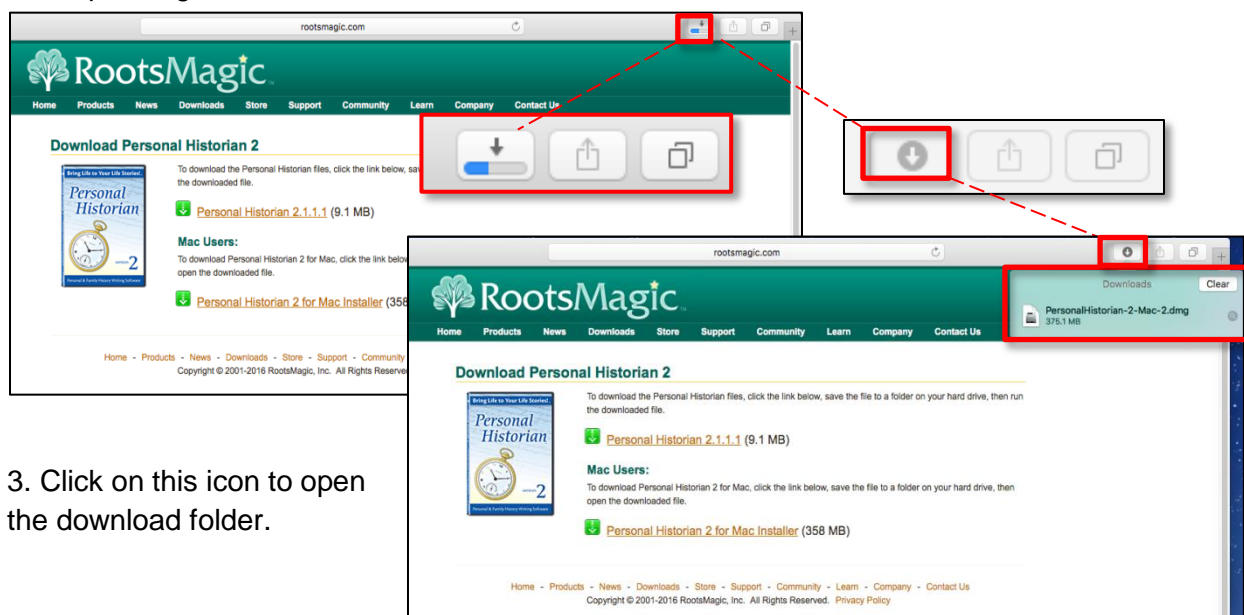 rootsmagic.com
RootsMagic
Home Products News Downloads Store Support Community Learn Company Contact Us
Download Personal Historian 2
Bring Life to Your Life Stories!
Personal
Historian
2
To download the Personal Historian files, click the link below, sav
the downloaded file.
Personal Historian 2.1.1.1 (9.1 MB)
Mac Users:
To download Personal Historian 2 for Mac, click the link below
open the downloaded file.
Personal Historian 2 for Mac Installer (358
Home - Products - News - Downloads - Store - Support - Community
Copyright © 2001-2016 RootsMagic, Inc. All Rights Reserve
3. Click on this icon to open
the download folder.
rootsmagic.com
Downloads Clear
PersonalHistorian-2-Mac-2.dmg
375.1 MB
RootsMagic
Home Products News Downloads Store Support Community Learn Company Contact Us
Download Personal Historian 2
Bring Life to Your Life Stories!
Personal
Historian
2
To download the Personal Historian files, click the link below, save the file to a folder on your hard drive, then run
the downloaded file.
Personal Historian 2.1.1.1 (9.1 MB)
Mac Users:
To download Personal Historian 2 for Mac, click the link below, save the file to a folder on your hard drive, then
open the downloaded file.
Personal Historian 2 for Mac Installer (358 MB)
Home - Products - News - Downloads - Store - Support - Community - Learn - Company - Contact Us
Copyright © 2001-2016 RootsMagic, Inc. All Rights Reserved. Privacy Policy